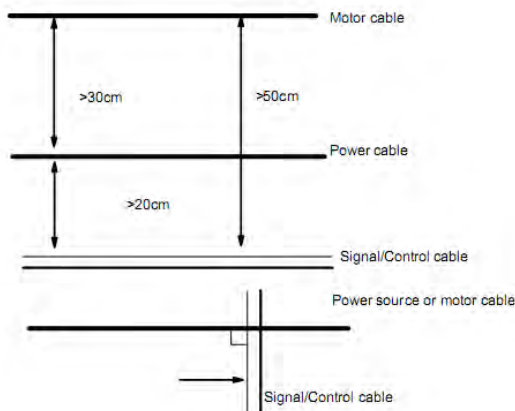 Motor cable
>30cm
>50cm
Power cable
>20cm
Signal/Control cable
Power source or motor cable
Signal/Control cable